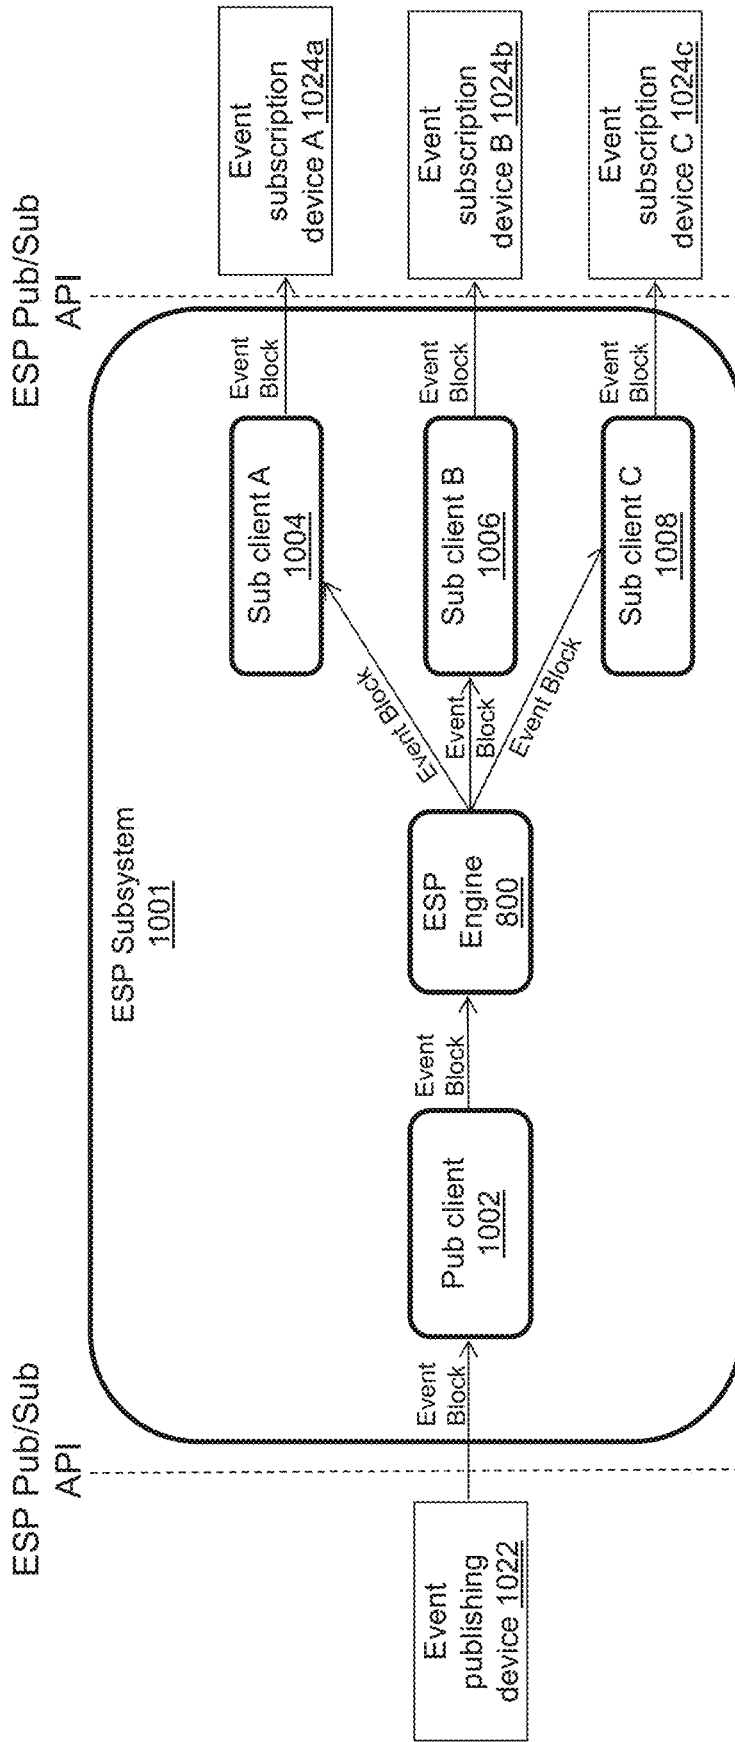 ESP Pub/Sub
API
ESP Pub/Sub
API
ESP Subsystem
1001
Event
publishing
device 1022
Event
Block
Pub client
1002
Event
Block
ESP
Engine
800
Event Block
Event
Block
Event Block
Sub client A
1004
Sub client B
1006
Sub client C
1008
Event
Block
Event
Block
Event
Block
Event
subscription
device A 1024a
Event
subscription
device B 1024b
Event
subscription
device C 1024c